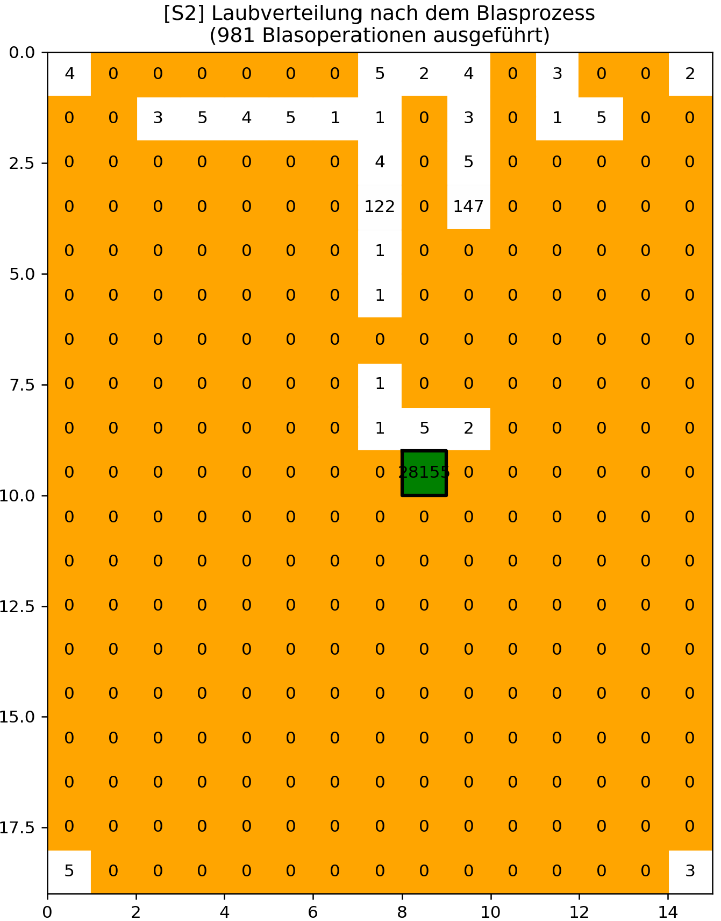 [S2] Laubverteilung nach dem Blasprozess
(981 Blasoperationen ausgeführt)
0.0
4 0 0 0 0 0 0 5 2 4 0 3 0 0 2
0 0 3 5 4 5 1 1 0 3 0 1 5 0 0
2.5
0 0 0 0 0 0 0 4 0 5 0 0 0 0 0
0 0 0 0 0 0 0 122 0 147 0 0 0 0 0
0 0 0 0 0 0 0 1 0 0 0 0 0 0 0
5.0
0 0 0 0 0 0 0 1 0 0 0 0 0 0 0
0 0 0 0 0 0 0 0 0 0 0 0 0 0 0
7.5
0 0 0 0 0 0 0 1 0 0 0 0 0 0 0
0 0 0 0 0 0 0 1 5 2 0 0 0 0 0
0 0 0 0 0 0 0 0 28155 0 0 0 0 0 0
10.0
0 0 0 0 0 0 0 0 0 0 0 0 0 0 0
0 0 0 0 0 0 0 0 0 0 0 0 0 0 0
12.5
0 0 0 0 0 0 0 0 0 0 0 0 0 0 0
0 0 0 0 0 0 0 0 0 0 0 0 0 0 0
0 0 0 0 0 0 0 0 0 0 0 0 0 0 0
15.0
0 0 0 0 0 0 0 0 0 0 0 0 0 0 0
0 0 0 0 0 0 0 0 0 0 0 0 0 0 0
17.5
0 0 0 0 0 0 0 0 0 0 0 0 0 0 0
5 0 0 0 0 0 0 0 0 0 0 0 0 0 3
0 2 4 6 8 10 12 14